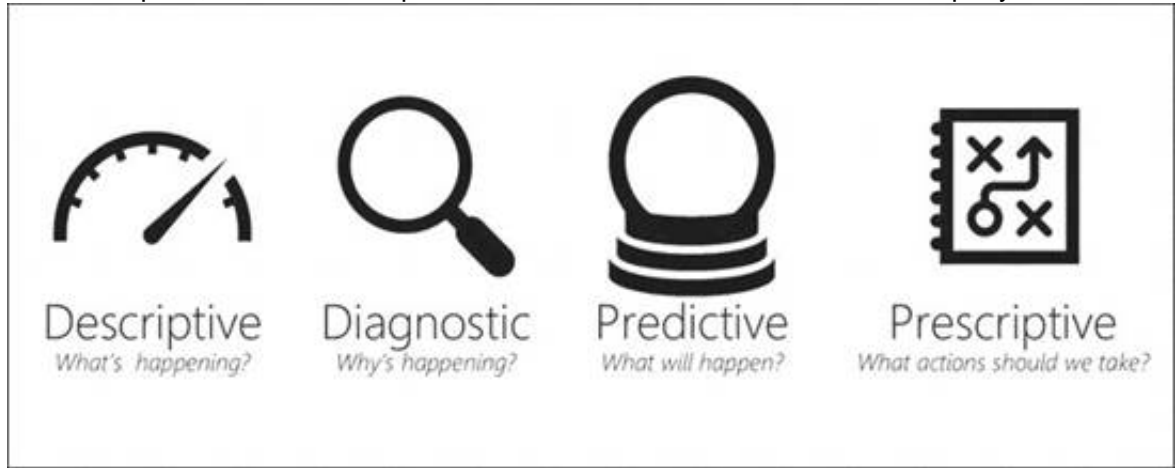 Descriptive
What's happening?
Diagnostic
Why's happening?
Predictive
What will happen?
Prescriptive
What actions should we take?